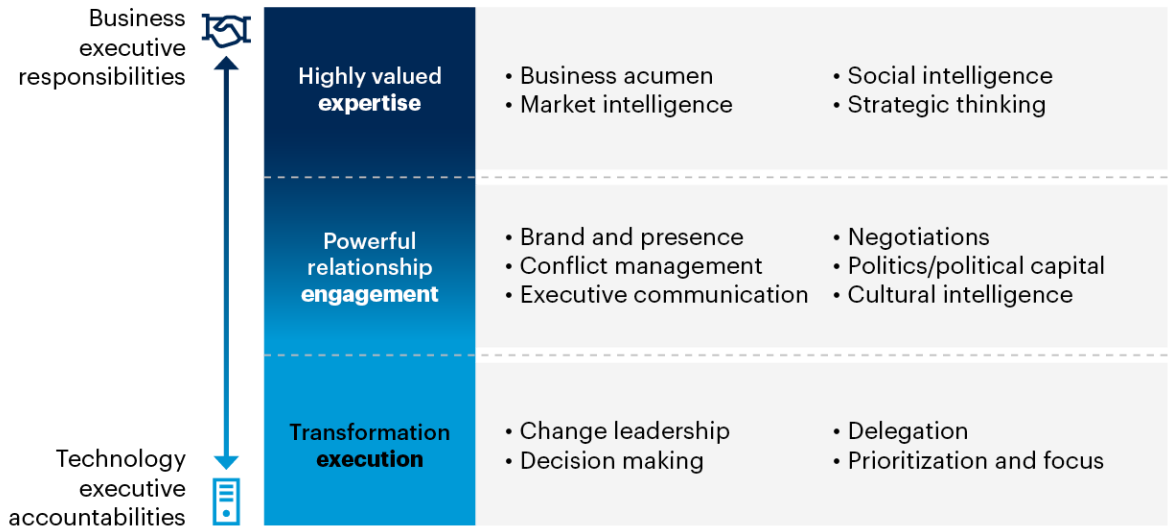 Business
executive
responsibilities
Highly valued
expertise
• Business acumen
• Market intelligence
• Social intelligence
• Strategic thinking
Powerful
relationship
engagement
• Brand and presence
• Conflict management
• Executive communication
• Negotiations
• Politics/political capital
• Cultural intelligence
Transformation
execution
• Change leadership
• Decision making
• Delegation
• Prioritization and focus
Technology
executive
accountabilities